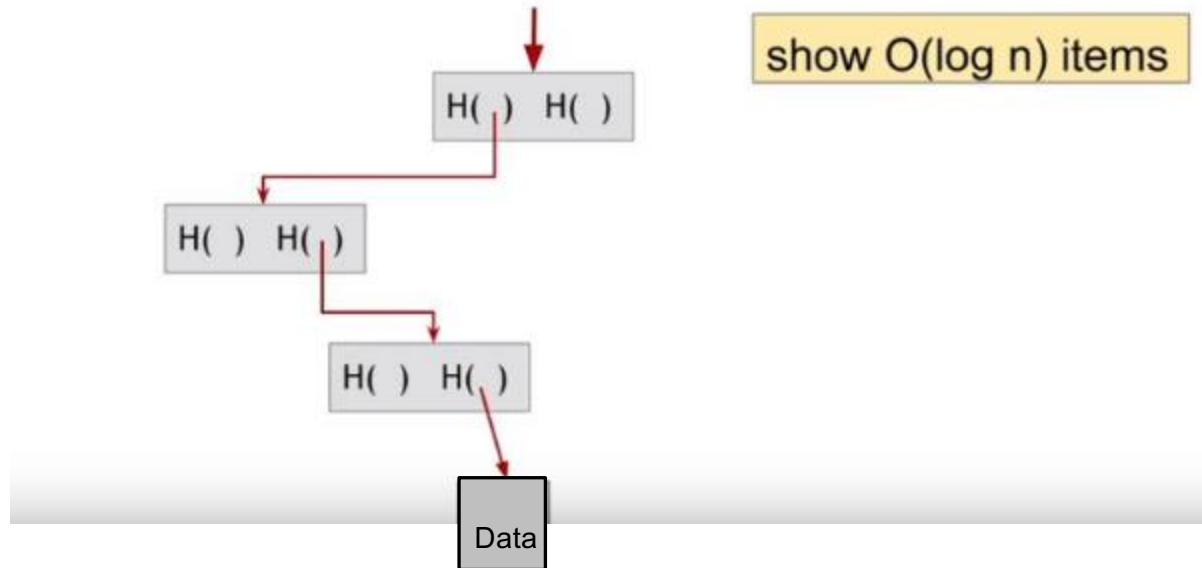 show O(log n) items
H( ) H( )
H( ) H( )
H( ) H( )
Data